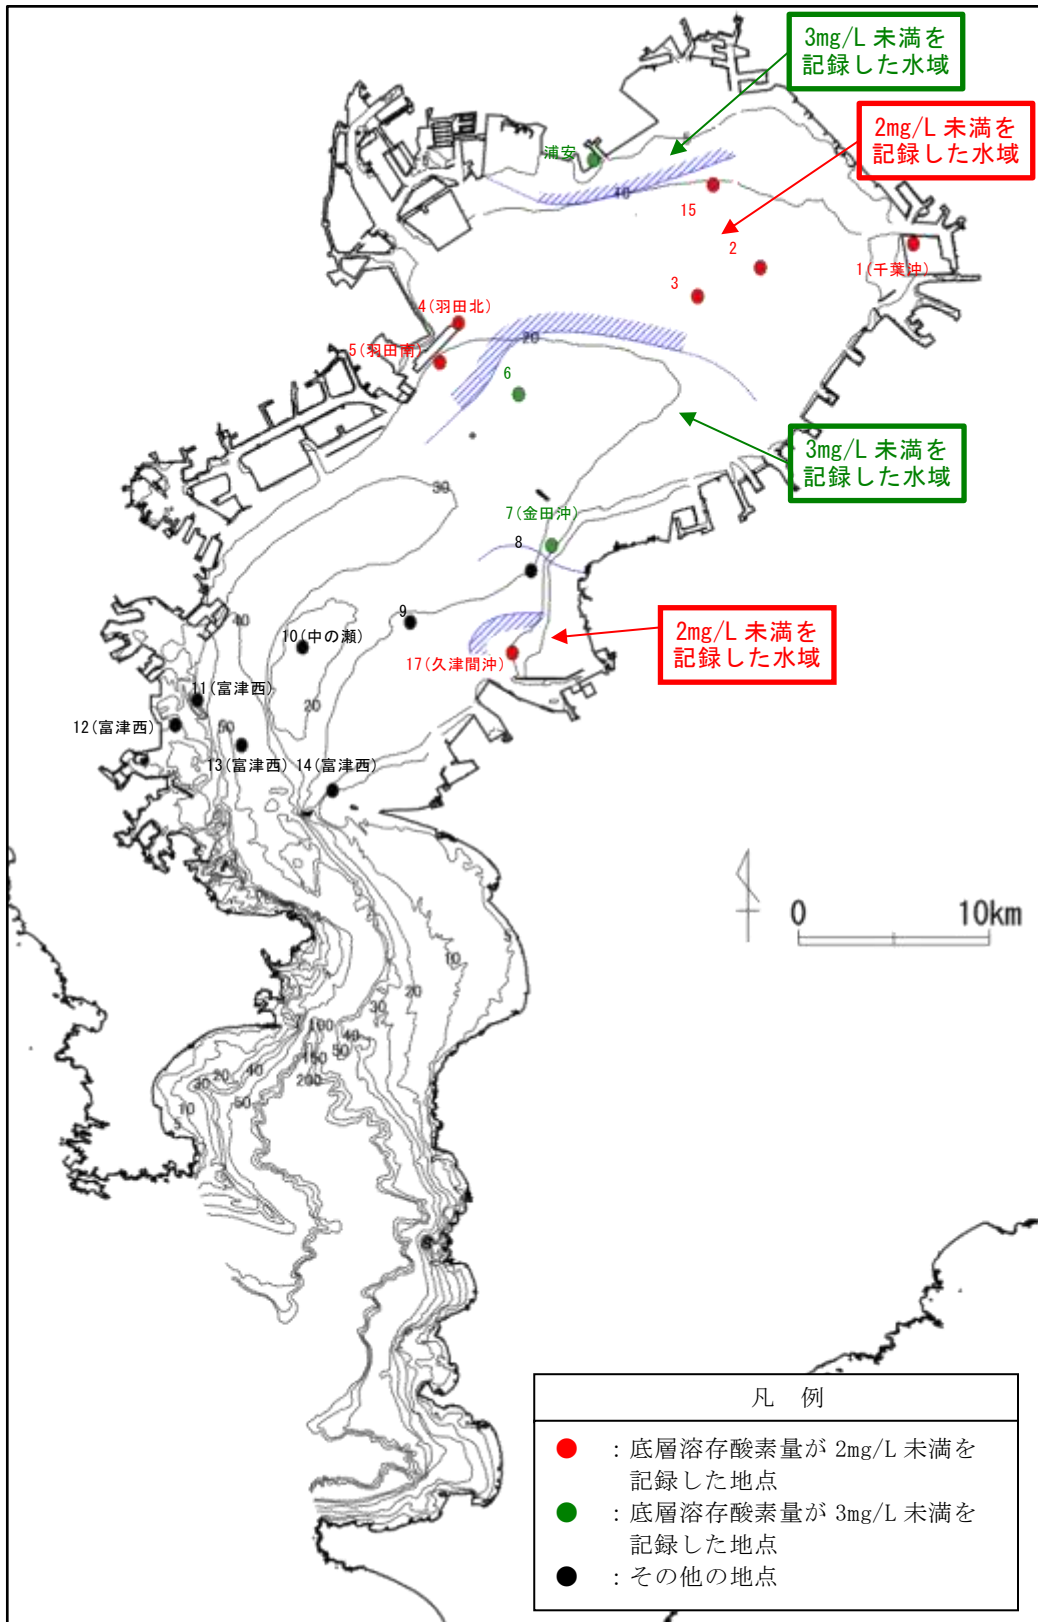 3mg/L 未満を
記録した水域
2mg/L 未満を
記録した水域
浦安
10
15
2
1(千葉沖)
3
4(羽田北)
5(羽田南)
20
6
3mg/L 未満を
記録した水域
30
7(金田沖)
8
9
40
10(中の瀬)
2mg/L 未満を
記録した水域
17(久津間沖)
11(富津西)
20
12(富津西)
50
13(富津西)
14(富津西)
0
10km
5
10
20
30
100
40
50
150
200
20
40
30
50
10
5
凡 例
：底層溶存酸素量が 2mg/L 未満を
記録した地点
：底層溶存酸素量が 3mg/L 未満を
記録した地点
：その他の地点